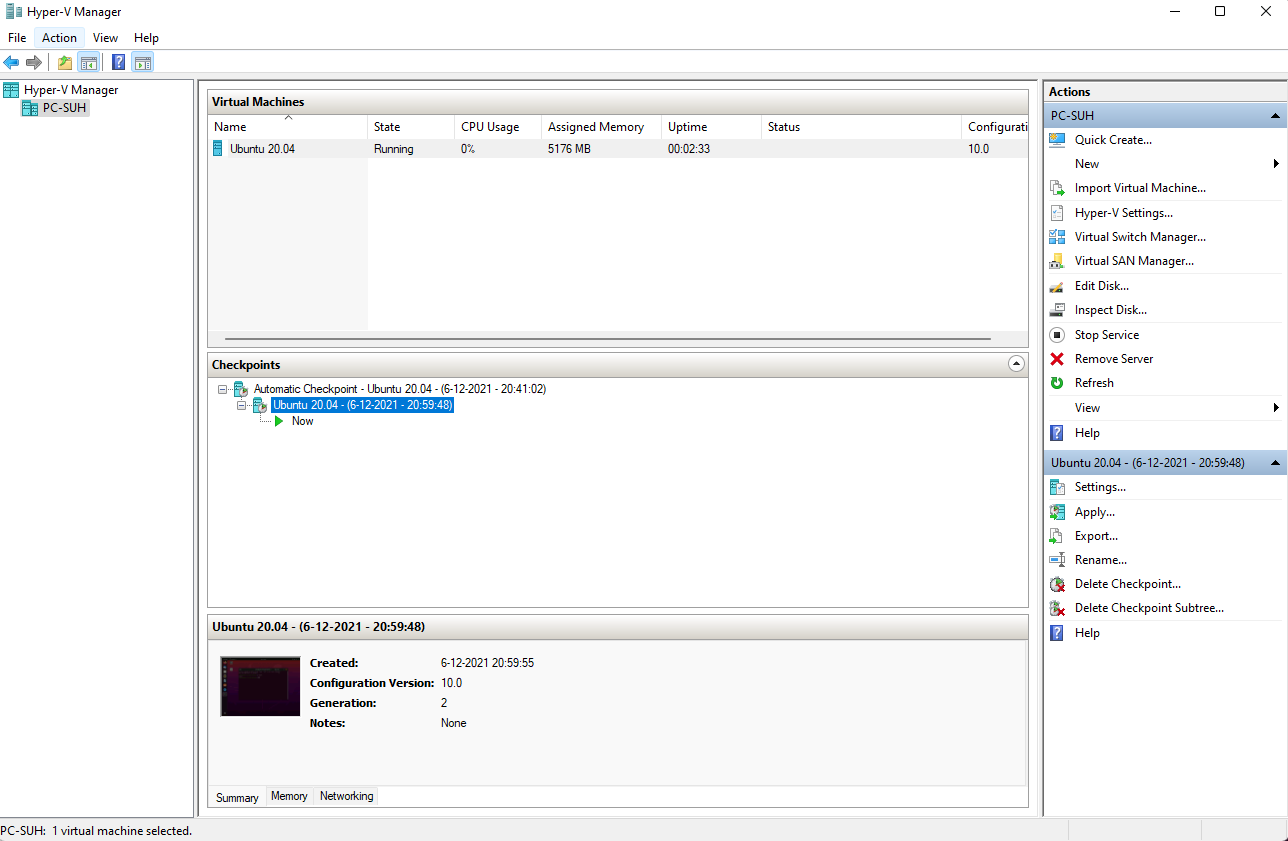 Hyper-V Manager
File Action View Help
Hyper-V Manager
PC-SUH
Virtual Machines
Name State CPU Usage Assigned Memory Uptime Status Configurati
Ubuntu 20.04 Running 0% 5176 MB 00:02:33 10.0
Checkpoints
Automatic Checkpoint - Ubuntu 20.04 - (6-12-2021 - 20:41:02)
Ubuntu 20.04 - (6-12-2021 - 20:59:48)
Now
Ubuntu 20.04 - (6-12-2021 - 20:59:48)
Created: 6-12-2021 20:59:55
Configuration Version: 10.0
Generation: 2
Notes: None
Summary Memory Networking
Actions
PC-SUH
Quick Create...
New
Import Virtual Machine...
Hyper-V Settings...
Virtual Switch Manager...
Virtual SAN Manager...
Edit Disk...
Inspect Disk...
Stop Service
Remove Server
Refresh
View
Help
Ubuntu 20.04 - (6-12-2021 - 20:59:48)
Settings...
Apply...
Export...
Rename...
Delete Checkpoint...
Delete Checkpoint Subtree...
Help
PC-SUH: 1 virtual machine selected.